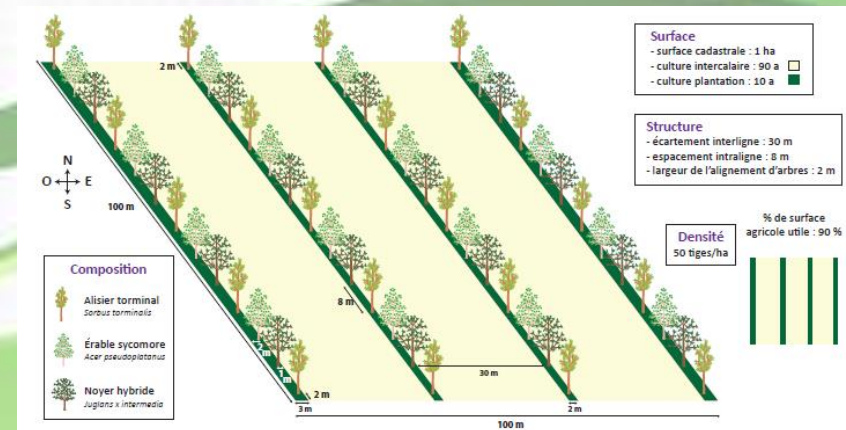 Surface
- surface cadastrale : 1 ha
- culture intercalaire : 90 a
- culture plantation : 10 a
2 m
Structure
- écartement interligne : 30 m
- espacement intraligne : 8 m
- largeur de l'alignement d'arbres : 2 m
N
O E
S
100 m
Densité
50 tiges/ha
% de surface
agricole utile : 90 %
Composition
Alisier torminal
Sorbus torminalis
Érable sycomore
Acer pseudoplatanus
Noyer hybride
Juglans x intermedia
8 m
2 m
1 m
30 m
2 m
3 m
2 m
100 m